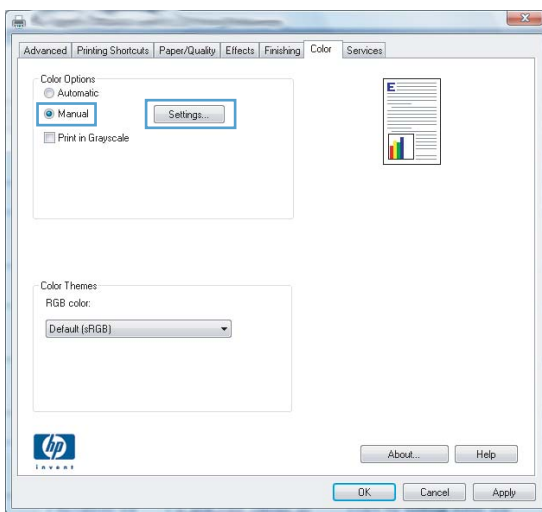 Advanced Printing Shortcuts Paper/Quality Effects Finishing Color Services
Color Options
Automatic
Manual
Settings...
Print in Grayscale
E
Color Themes
RGB color:
Default (sRGB)
hp
invent
About... Help
OK Cancel Apply